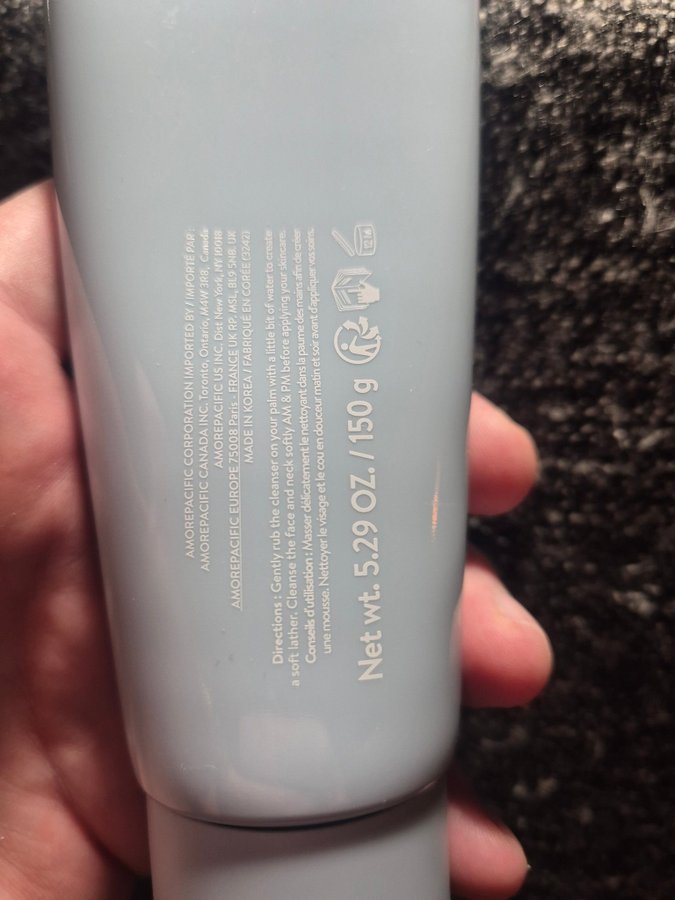 AMOREPACIFIC CORPORATION IMPORTED BY / IMPORTÉ PAR:
AMOREPACIFIC CANADA INC. Toronto, Ontario, M4W 3R8, Canada
AMOREPACIFIC US INC. Dist New York, NY 10018
AMOREPACIFIC EUROPE 75008 Paris - FRANCE UK RP MSL, BL9 5N8, UK
MADE IN KOREA / FABRIQUÉ EN CORÉE (3242)
Directions : Gently rub the cleanser on your palm with a little bit of water to create
a soft lather. Cleanse the face and neck softly AM & PM before applying your skincare.
Conseils d'utilisation : Masser délicatement le nettoyant dans la paume des mains afin de créer
une mousse. Nettoyer le visage et le cou en douceur matin et soir avant d'appliquer vos soins.
Net wt. 5.29 OZ. / 150 g
12M